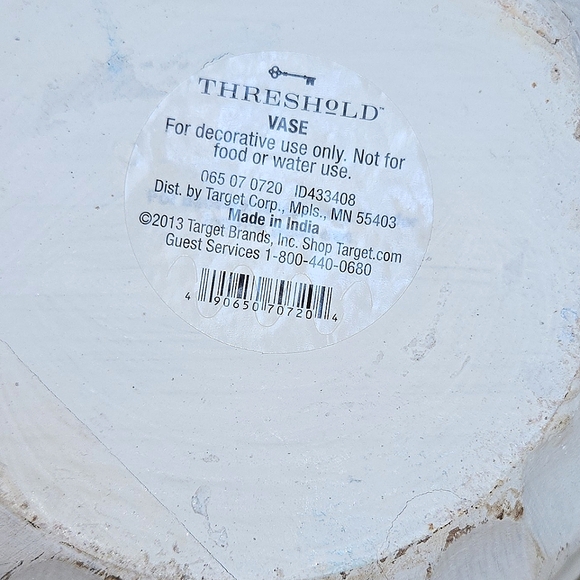 THRESHOLD™
VASE
For decorative use only. Not for
food or water use.
065 07 0720 ID433408
Dist. by Target Corp., Mpls., MN 55403
Made in India
©2013 Target Brands, Inc. Shop Target.com
Guest Services 1-800-440-0680
4 90650 70720 4